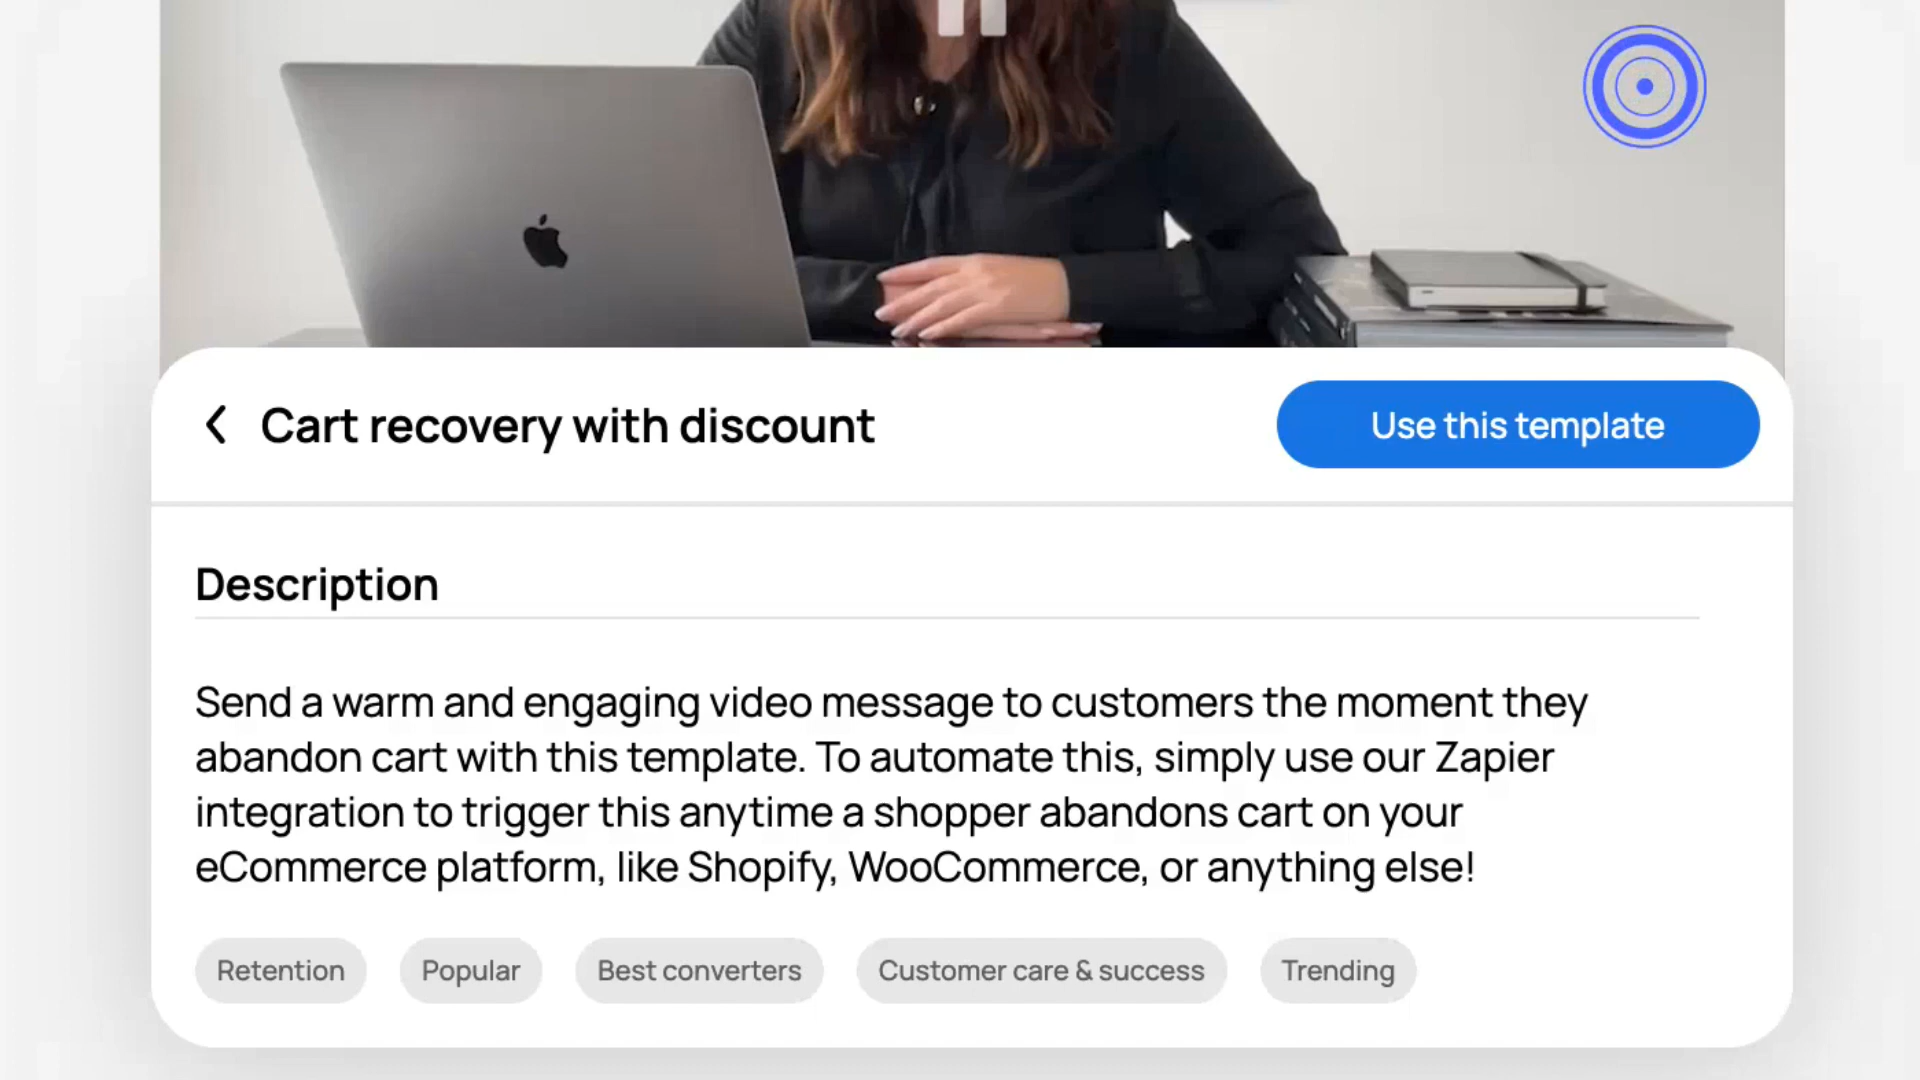 Cart recovery with discount
Use this template
Description
Send a warm and engaging video message to customers the moment they
abandon cart with this template. To automate this, simply use our Zapier
integration to trigger this anytime a shopper abandons cart on your
eCommerce platform, like Shopify, WooCommerce, or anything else!
Retention
Popular
Best converters
Customer care & success
Trending